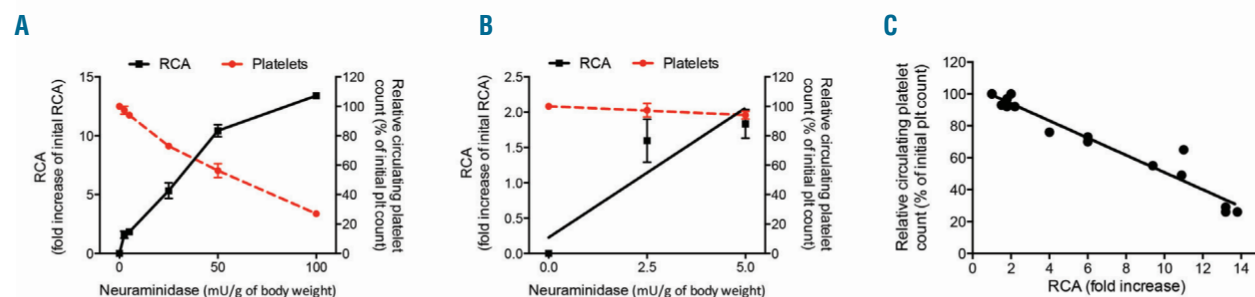 A
RCA
Platelets
RCA
(fold increase of inital RCA)
15
10
5
0
0
50
100
Neuraminidase (mU/g of body weight)
120
100
80
60
40
20
0
Relative circulating platelet
count (% of initial plt count)
B
RCA
Platelets
RCA
(fold increase of inital RCA)
2.5
2.0
1.5
1.0
0.5
0.0
0.0
2.5
5.0
Neuraminidase (mU/g of body weight)
120
100
80
60
40
20
0
Relative circulating platelet
count (% of initial plt count)
C
Relative circulating platelet
count (% of initial plt count)
120
100
80
60
40
20
0
0
2
4
6
8
10
12
14
RCA (fold increase)